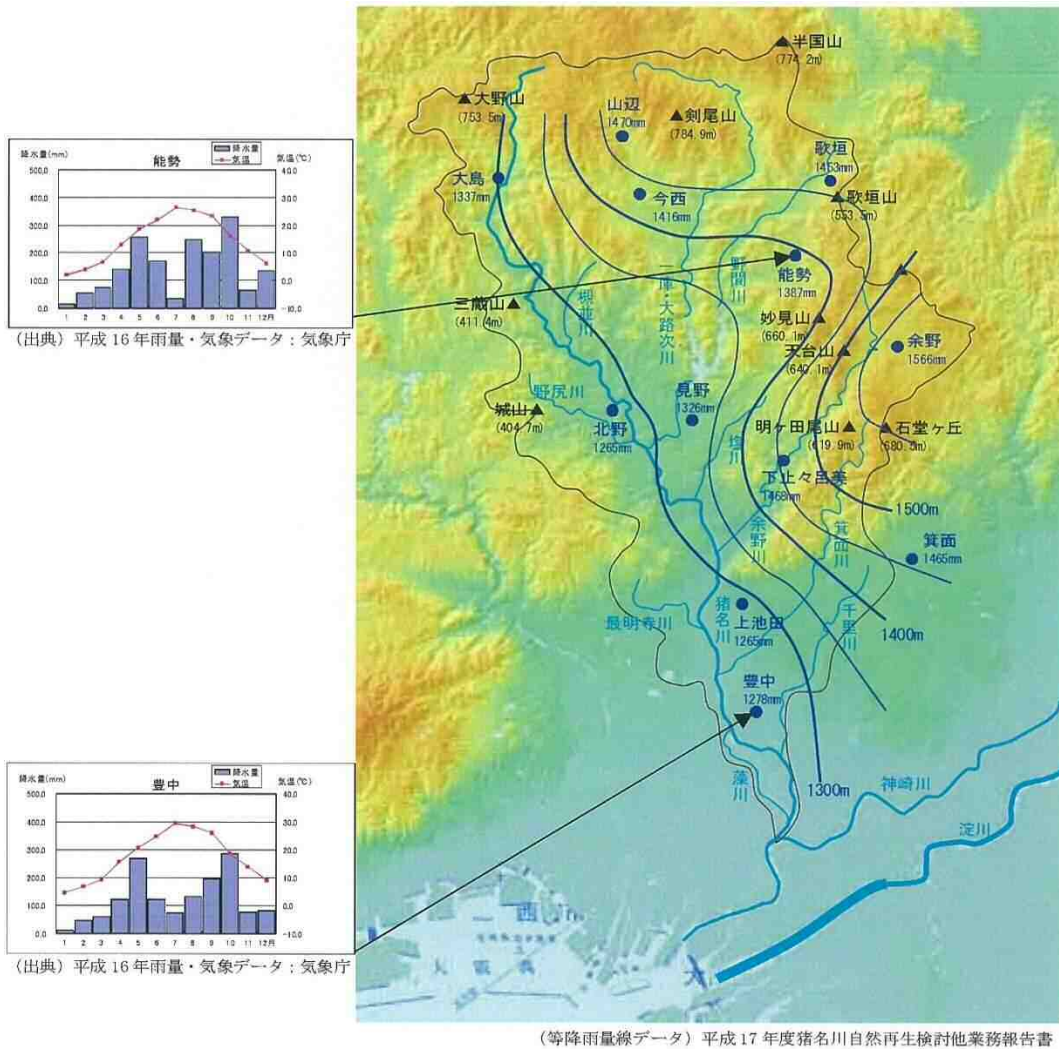 半国山
(774.2m)
大野山
(753.5m)
山辺
1470mm
剣尾山
(784.9m)
歌垣
1453mm
大島
1337mm
今西
1416mm
歌垣山
(553.5m)
能勢
1387mm
野間川
一庫・大路次川
槻並川
三蔵山
(411.4m)
妙見山
(660.1m)
天台山
(640.1m)
余野
1566mm
野尻川
見野
1326mm
城山
(404.7m)
北野
1265mm
塩川
明ヶ田尾山
(619.9m)
石堂ヶ丘
(680.5m)
下止々呂美
1468mm
1500m
余野川
箕面川
箕面
1465mm
最明寺川
猪名川
上池田
1265mm
千里川
1400m
豊中
1278mm
藻川
1300m
神崎川
淀川
降水量(mm)
能勢
降水量
気温
気温(℃)
500.0
400.0
300.0
200.0
100.0
0.0
40.0
30.0
20.0
10.0
0.0
-10.0
1 2 3 4 5 6 7 8 9 10 11 12月
(出典)平成16年雨量・気象データ:気象庁
降水量(mm)
豊中
降水量
気温
気温(℃)
500.0
400.0
300.0
200.0
100.0
0.0
40.0
30.0
20.0
10.0
0.0
-10.0
1 2 3 4 5 6 7 8 9 10 11 12月
(出典)平成16年雨量・気象データ:気象庁
(等降雨量線データ)平成17年度猪名川自然再生検討他業務報告書